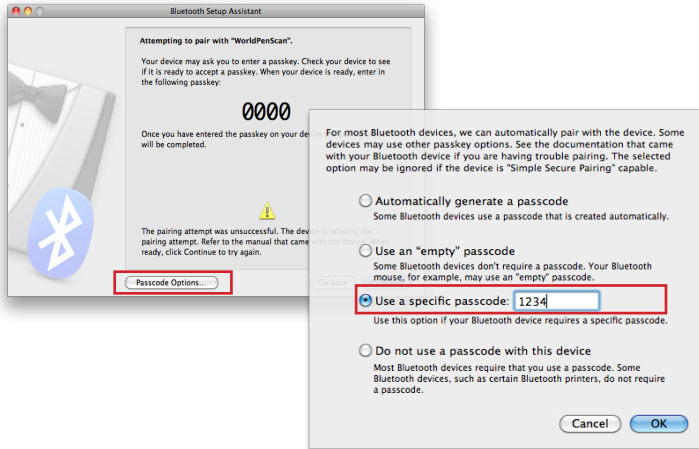 Bluetooth Setup Assistant
Attempting to pair with "WorldPenScan".
Your device may ask you to enter a passkey. Check your device to see
if it is ready to accept a passkey. When your device is ready, enter in
the following passkey:
0000
Once you have entered the passkey on your device
will be completed.
The pairing attempt was unsuccessful. The device is refusing the
pairing attempt. Refer to the manual that came with the device. When
ready, click Continue to try again.
Passcode Options...
Go Back
For most Bluetooth devices, we can automatically pair with the device. Some
devices may use other passkey options. See the documentation that came
with your Bluetooth device if you are having trouble pairing. The selected
option may be ignored if the device is "Simple Secure Pairing" capable.
Automatically generate a passcode
Some Bluetooth devices use a passcode that is created automatically.
Use an "empty" passcode
Some Bluetooth devices don't require a passcode. Your Bluetooth
mouse, for example, may use an "empty" passcode.
Use a specific passcode: 1234
Use this option if your Bluetooth device requires a specific passcode.
Do not use a passcode with this device
Most Bluetooth devices require that you use a passcode. Some
Bluetooth devices, such as certain Bluetooth printers, do not require
a passcode.
Cancel
OK